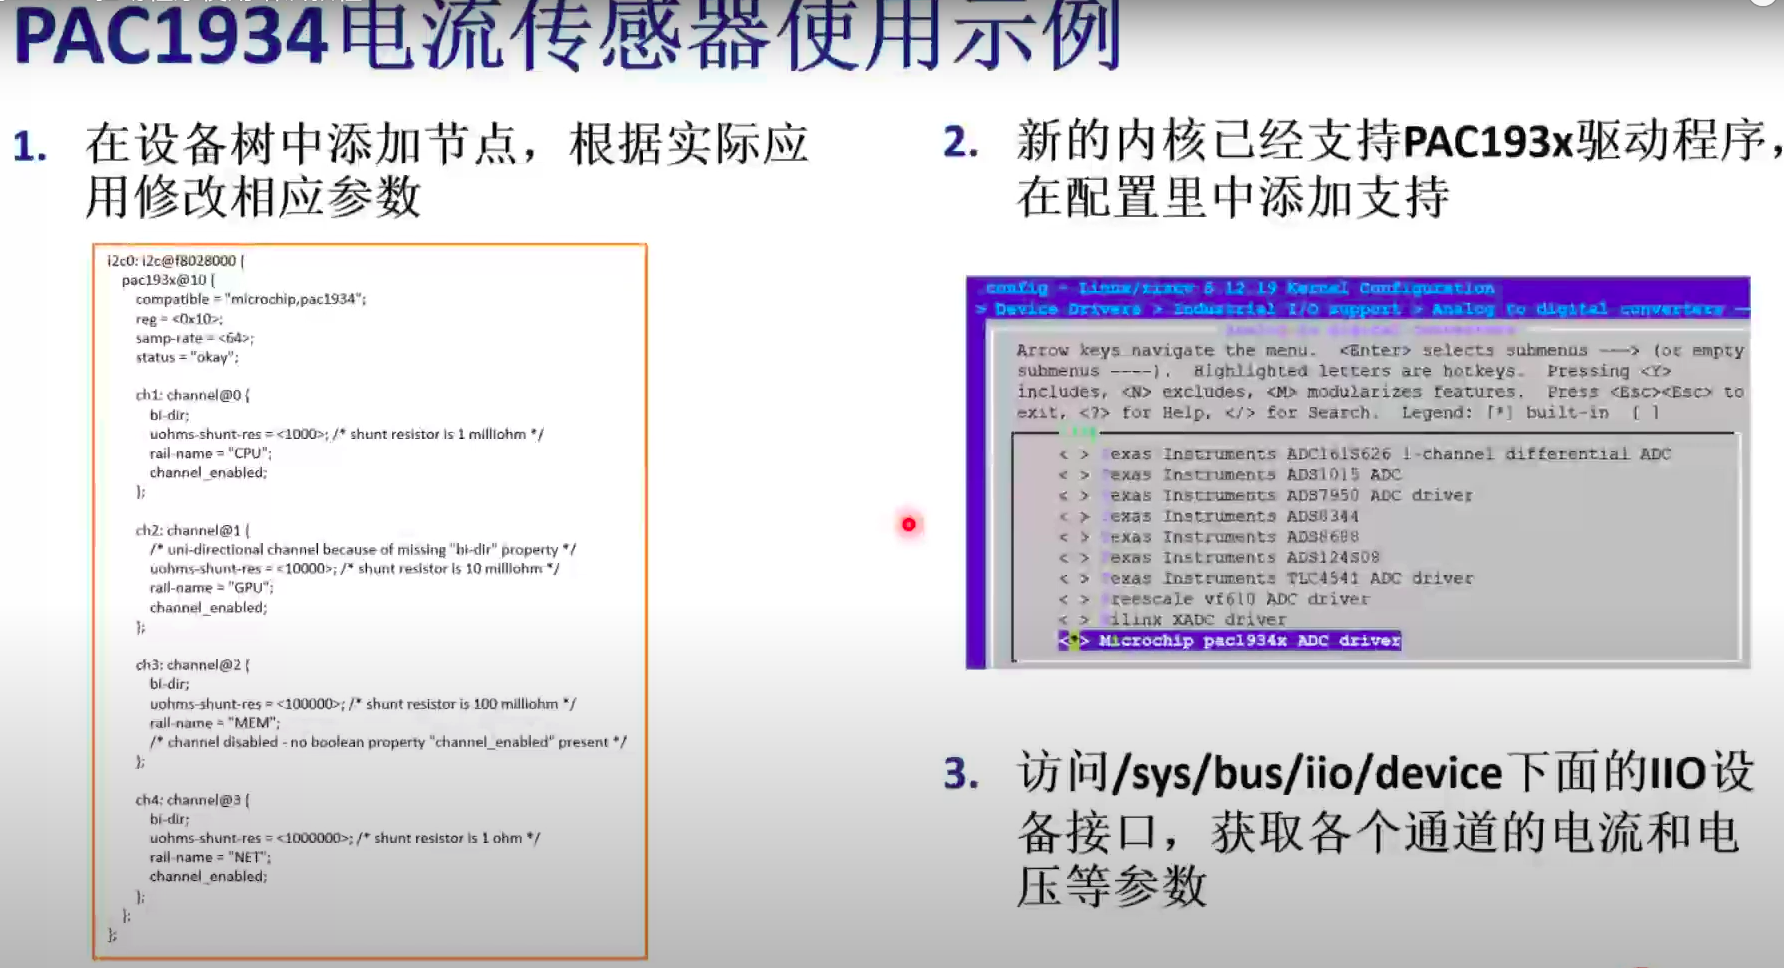 PAC1934电流传感器使用示例
1. 在设备树中添加节点，根据实际应
用修改相应参数
i2c0: i2c@f8028000 {
pac193x@10 {
compatible = "microchip,pac1934";
reg = <0x10>;
samp-rate = <64>;
status = "okay";
ch1: channel@0 {
bi-dir;
uohms-shunt-res = <1000>; /* shunt resistor is 1 milliohm */
rail-name = "CPU";
channel_enabled;
};
ch2: channel@1 {
/* uni-directional channel because of missing "bi-dir" property */
uohms-shunt-res = <10000>; /* shunt resistor is 10 milliohm */
rail-name = "GPU";
channel_enabled;
};
ch3: channel@2 {
bi-dir;
uohms-shunt-res = <100000>; /* shunt resistor is 100 milliohm */
rail-name = "MEM";
/* channel disabled - no boolean property "channel_enabled" present */
};
ch4: channel@3 {
bi-dir;
uohms-shunt-res = <1000000>; /* shunt resistor is 1 ohm */
rail-name = "NET";
channel_enabled;
};
};
};
2. 新的内核已经支持PAC193x驱动程序，
在配置里中添加支持
config - Linux/riscv 6 12 19 Kernel Configuration
> Device Drivers > Industrial I/O support > Analog to digital converters
Analog to digital converters
Arrow keys navigate the menu. <Enter> selects submenus ---> (or empty
submenus ----). Highlighted letters are hotkeys. Pressing <Y>
includes, <N> excludes, <M> modularizes features. Press <Esc><Esc> to
exit, <?> for Help, </> for Search. Legend: [*] built-in [ ]
< > Texas Instruments ADC161S626 1-channel differential ADC
< > Texas Instruments ADS1015 ADC
< > Texas Instruments ADS7950 ADC driver
< > Texas Instruments ADS8344
< > Texas Instruments ADS8688
< > Texas Instruments ADS124S08
< > Texas Instruments TLC4541 ADC driver
< > Freescale vf610 ADC driver
< > Xilinx XADC driver
<*> Microchip pac1934x ADC driver
3. 访问/sys/bus/iio/device下面的IIO设
备接口，获取各个通道的电流和电
压等参数